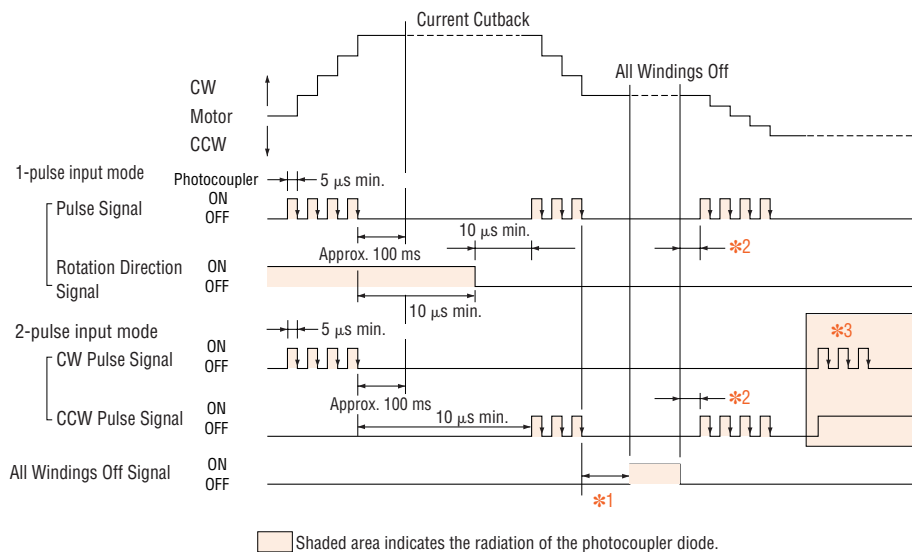 Current Cutback
All Windings Off
CW
Motor
CCW
1-pulse input mode
Photocoupler
5 µs min.
Pulse Signal
ON
OFF
10 µs min.
✻2
Approx. 100 ms
Rotation Direction
Signal
ON
OFF
10 µs min.
2-pulse input mode
5 µs min.
✻3
CW Pulse Signal
ON
OFF
Approx. 100 ms
✻2
10 µs min.
CCW Pulse Signal
ON
OFF
All Windings Off Signal
ON
OFF
✻1
Shaded area indicates the radiation of the photocoupler diode.